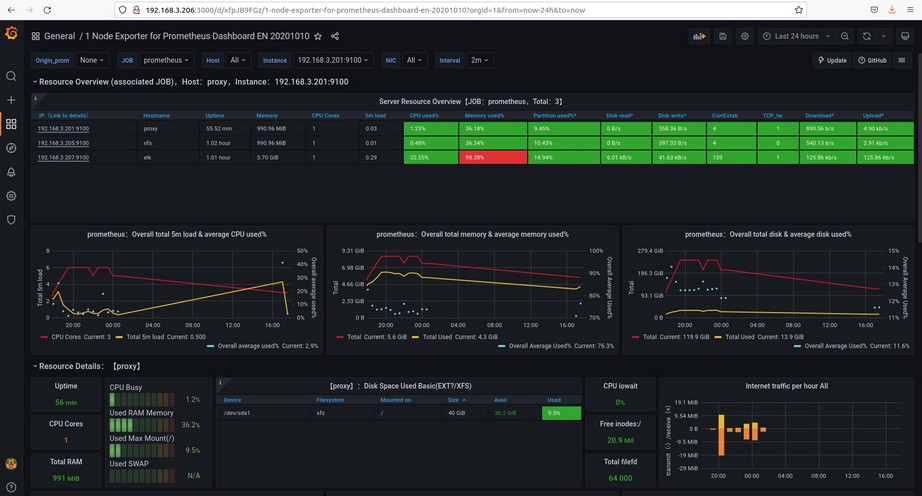 192.168.3.206:3000/d/xfpJB9FGz/1-node-exporter-for-prometheus-dashboard-en-20201010?orgid=1&from=now-24h&to=now
General / 1 Node Exporter for Prometheus Dashboard EN 20201010
Last 24 hours
Origin_prom None JOB prometheus Host All Instance 192.168.3.201:9100 NIC All Interval 2m Update GitHub
Resource Overview (associated JOB), Host: proxy, Instance: 192.168.3.201:9100
Server Resource Overview 【JOB: prometheus, Total: 3】
IP (Link to details) Hostname Uptime Memory CPU Cores 5m load CPU used% Memory used% Partition used%* Disk read* Disk write* CurrEstab TCP_tw Download* Upload*
192.168.3.201:9100 proxy 55.52 min 990.96 MiB 1 0.03 1.23% 36.18% 9.45% 0 B/s 358.36 B/s 4 1 890.56 b/s 4.90 kb/s
192.168.3.205:9100 nfs 1.02 hour 990.96 MiB 1 0.01 0.48% 36.34% 10.43% 0 B/s 597.33 B/s 4 0 540.13 b/s 2.91 kb/s
192.168.3.207:9100 elk 1.01 hour 3.70 GiB 1 0.29 32.55% 98.38% 14.94% 6.01 kB/s 41.63 kB/s 159 1 125.86 kb/s 125.86 kb/s
prometheus: Overall total 5m load & average CPU used%
Total 5m load
8
6
4
2
0
50%
40%
30%
20%
10%
0%
Overall average used%
20:00 00:00 04:00 08:00 12:00 16:00
CPU Cores Current: 3 Total 5m load Current: 0.500
Overall average used% Current: 2.9%
prometheus: Overall total memory & average memory used%
Total
9.31 GiB
6.98 GiB
4.66 GiB
2.33 GiB
0 B
100%
90%
80%
70%
Overall Average Used%
20:00 00:00 04:00 08:00 12:00 16:00
Total Current: 5.6 GiB Total Used Current: 4.3 GiB
Overall Average Used% Current: 76.3%
prometheus: Overall total disk & average disk used%
Total
279.4 GiB
186.3 GiB
93.1 GiB
0 B
15%
14%
13%
12%
11%
Overall Average Used%
20:00 00:00 04:00 08:00 12:00 16:00
Total Current: 119.9 GiB Total Used Current: 13.9 GiB
Overall Average Used% Current: 11.6%
Resource Details: 【proxy】
Uptime
56 min
CPU Cores
1
Total RAM
991 MiB
CPU Busy
1.2%
Used RAM Memory
36.2%
Used Max Mount(/)
9.5%
Used SWAP
N/A
【proxy】: Disk Space Used Basic(EXT?/XFS)
Device Filesystem Mounted on Size Avail Used
/dev/sda1 xfs / 40 GiB 36.2 GiB 9.5%
CPU iowait
0%
Free inodes:/
20.9 Mil
Total filefd
64 000
Internet traffic per hour All
transmit (-) /receive (+)
19.1 MiB
9.54 MiB
0 B
-9.5 MiB
-19 MiB
-29 MiB
20:00 00:00 04:00 08:00 12:00 16:00